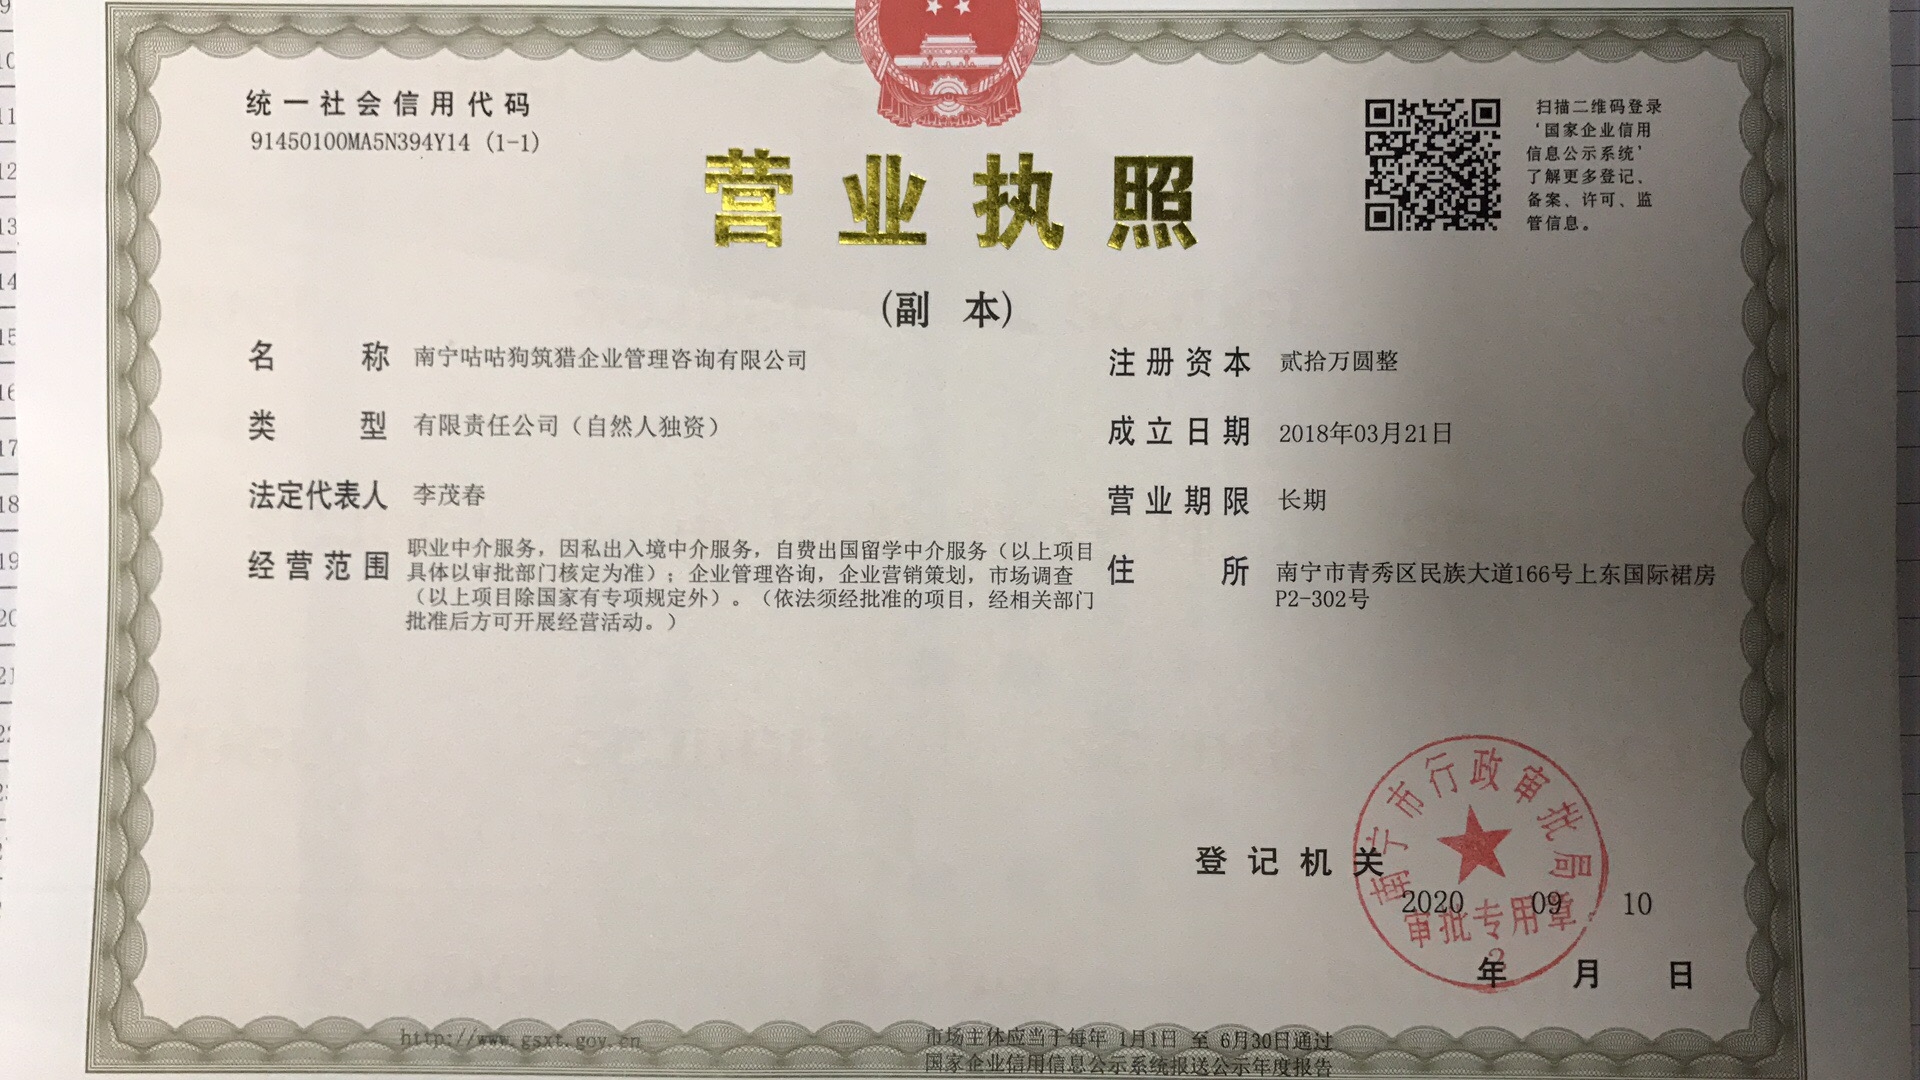 统一社会信用代码
91450100MA5N394Y14 (1-1)
扫描二维码登录
‘国家企业信用
信息公示系统’
了解更多登记、
备案、许可、监
管信息。
营业执照
(副 本)
名 称 南宁咕咕狗筑猎企业管理咨询有限公司
类 型 有限责任公司（自然人独资）
法定代表人 李茂春
经营范围 职业中介服务，因私出入境中介服务，自费出国留学中介服务（以上项目
具体以审批部门核定为准）；企业管理咨询，企业营销策划，市场调查
（以上项目除国家有专项规定外）。（依法须经批准的项目，经相关部门
批准后方可开展经营活动。）
注册资本 贰拾万圆整
成立日期 2018年03月21日
营业期限 长期
住 所 南宁市青秀区民族大道166号上东国际裙房
P2-302号
登记机关
南宁市行政审批局
审批专用章
2
2020 09 10
年 月 日
http://www.gsxt.gov.cn
市场主体应当于每年 1月1日 至 6月30日通过
国家企业信用信息公示系统报送公示年度报告
9
10
11
12
13
14
15
16
17
18
19
20
21
22